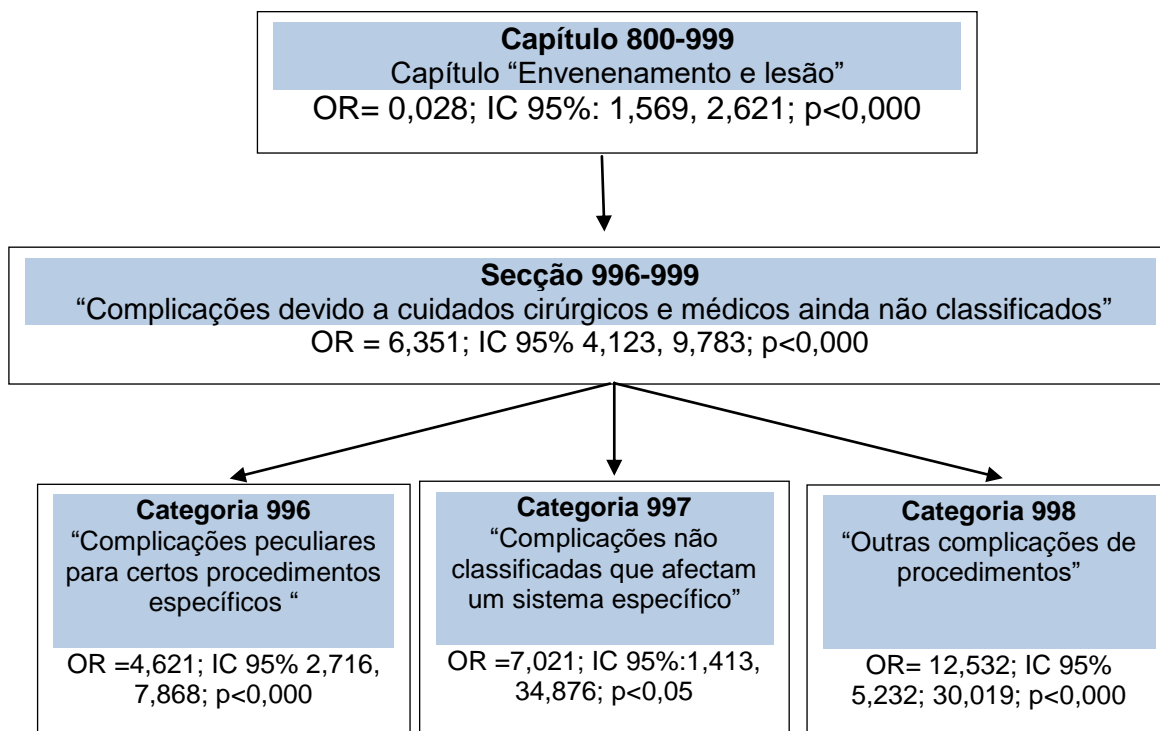 Capítulo 800-999
Capítulo “Envenenamento e lesão”
OR= 0,028; IC 95%: 1,569, 2,621; p<0,000
Secção 996-999
“Complicações devido a cuidados cirúrgicos e médicos ainda não classificados”
OR = 6,351; IC 95% 4,123, 9,783; p<0,000
Categoria 996
“Complicações peculiares
para certos procedimentos
específicos “
OR =4,621; IC 95% 2,716,
7,868; p<0,000
Categoria 997
“Complicações não
classificadas que afectam
um sistema específico”
OR =7,021; IC 95%:1,413,
34,876; p<0,05
Categoria 998
“Outras complicações de
procedimentos”
OR= 12,532; IC 95%
5,232; 30,019; p<0,000